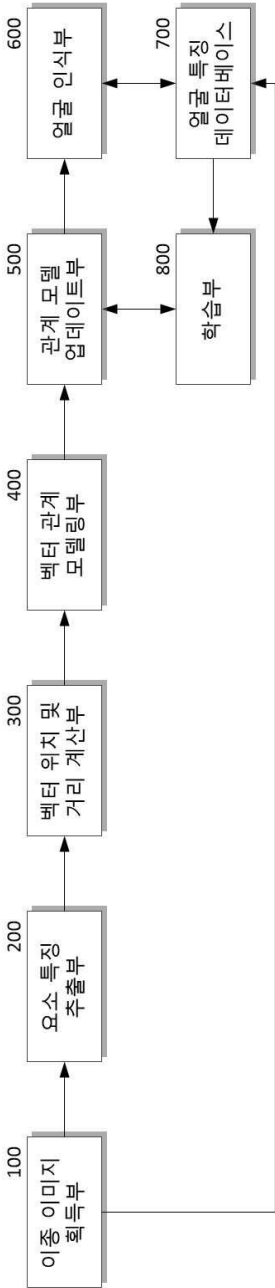 100
이종 이미지
획득부
200
요소 특징
추출부
300
벡터 위치 및
거리 계산부
400
벡터 관계
모델링부
500
관계 모델
업데이트부
600
얼굴 인식부
700
얼굴 특징
데이터베이스
800
학습부